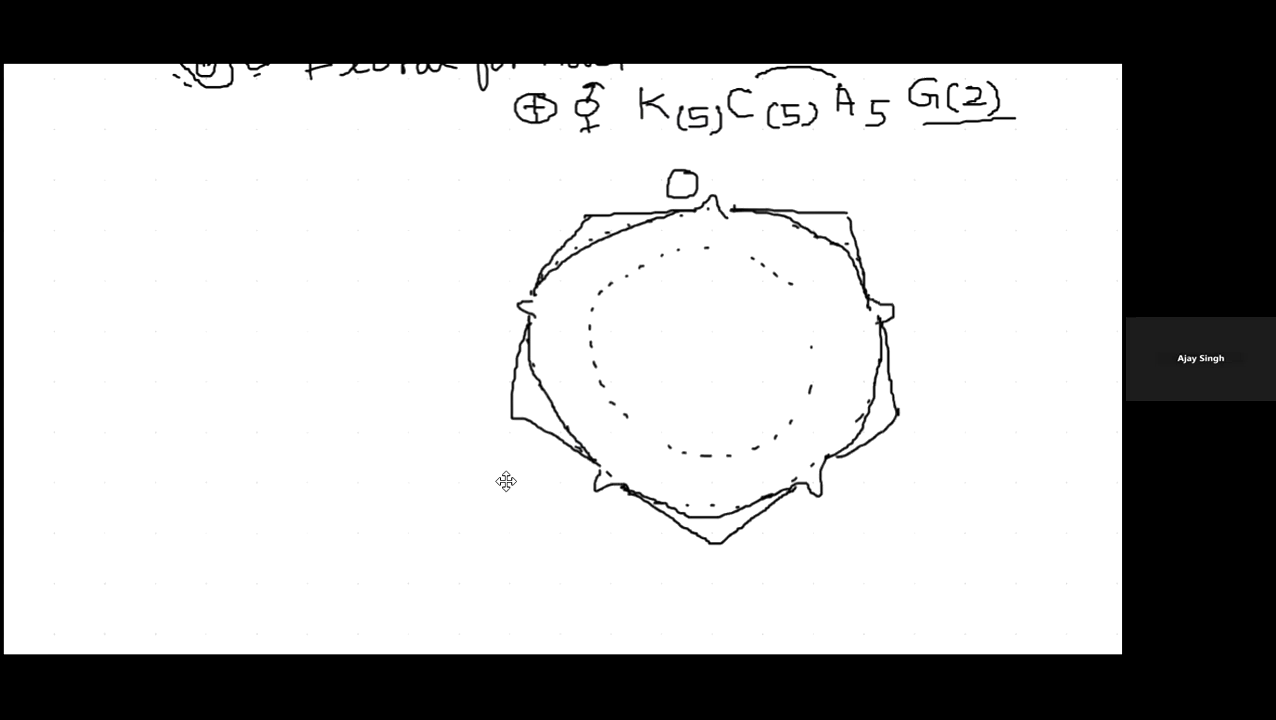 ⊕ ⚥ K(5) C(5) A5 G(2)
Ajay Singh